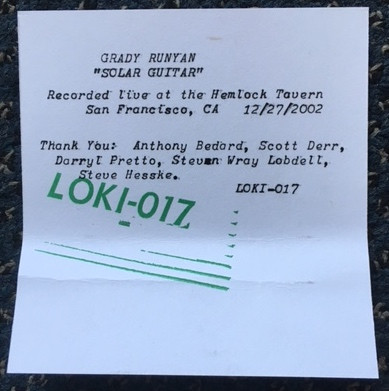 GRADY RUNYAN
"SOLAR GUITAR"
Recorded live at the Hemlock Tavern
San Francisco, CA 12/27/2002
Thank You: Anthony Bedard, Scott Derr,
Darryl Pretto, Steven Wray Lobdell,
Steve Hesske.
LOKI-017
LOKI-017